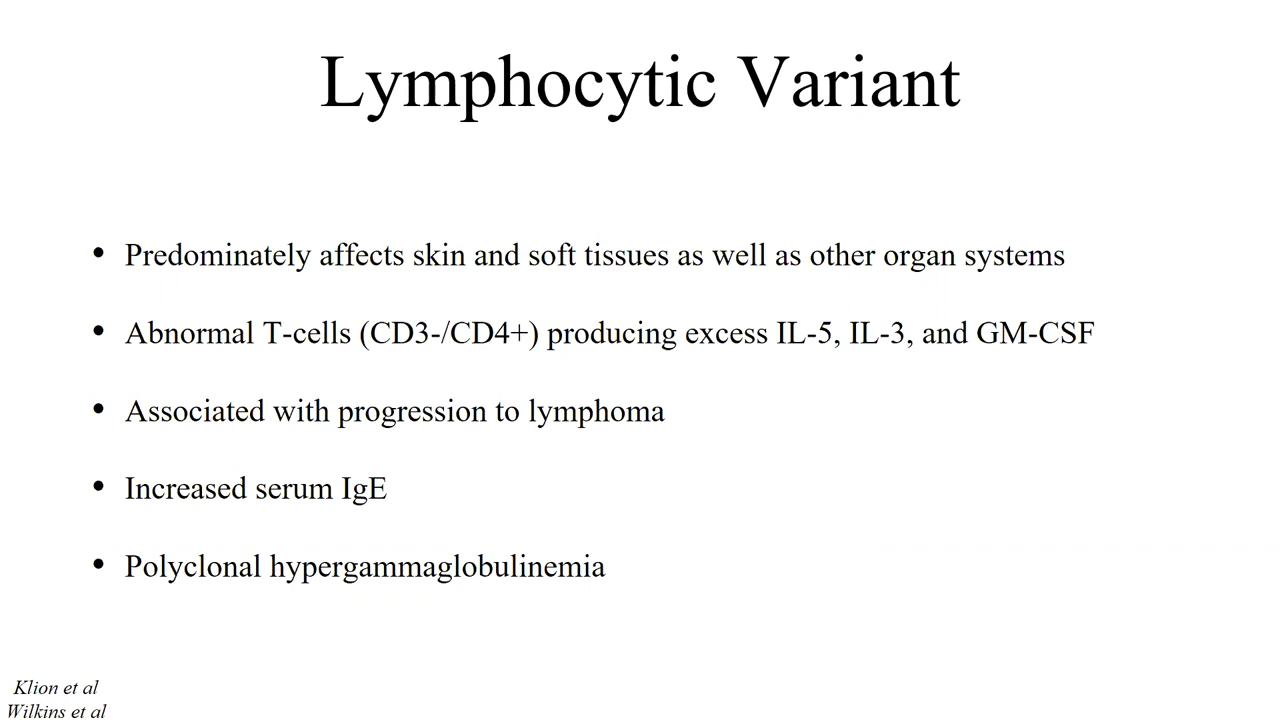 Lymphocytic Variant
• Predominately affects skin and soft tissues as well as other organ systems
• Abnormal T-cells (CD3-/CD4+) producing excess IL-5, IL-3, and GM-CSF
• Associated with progression to lymphoma
• Increased serum IgE
• Polyclonal hypergammaglobulinemia
Klion et al
Wilkins et al